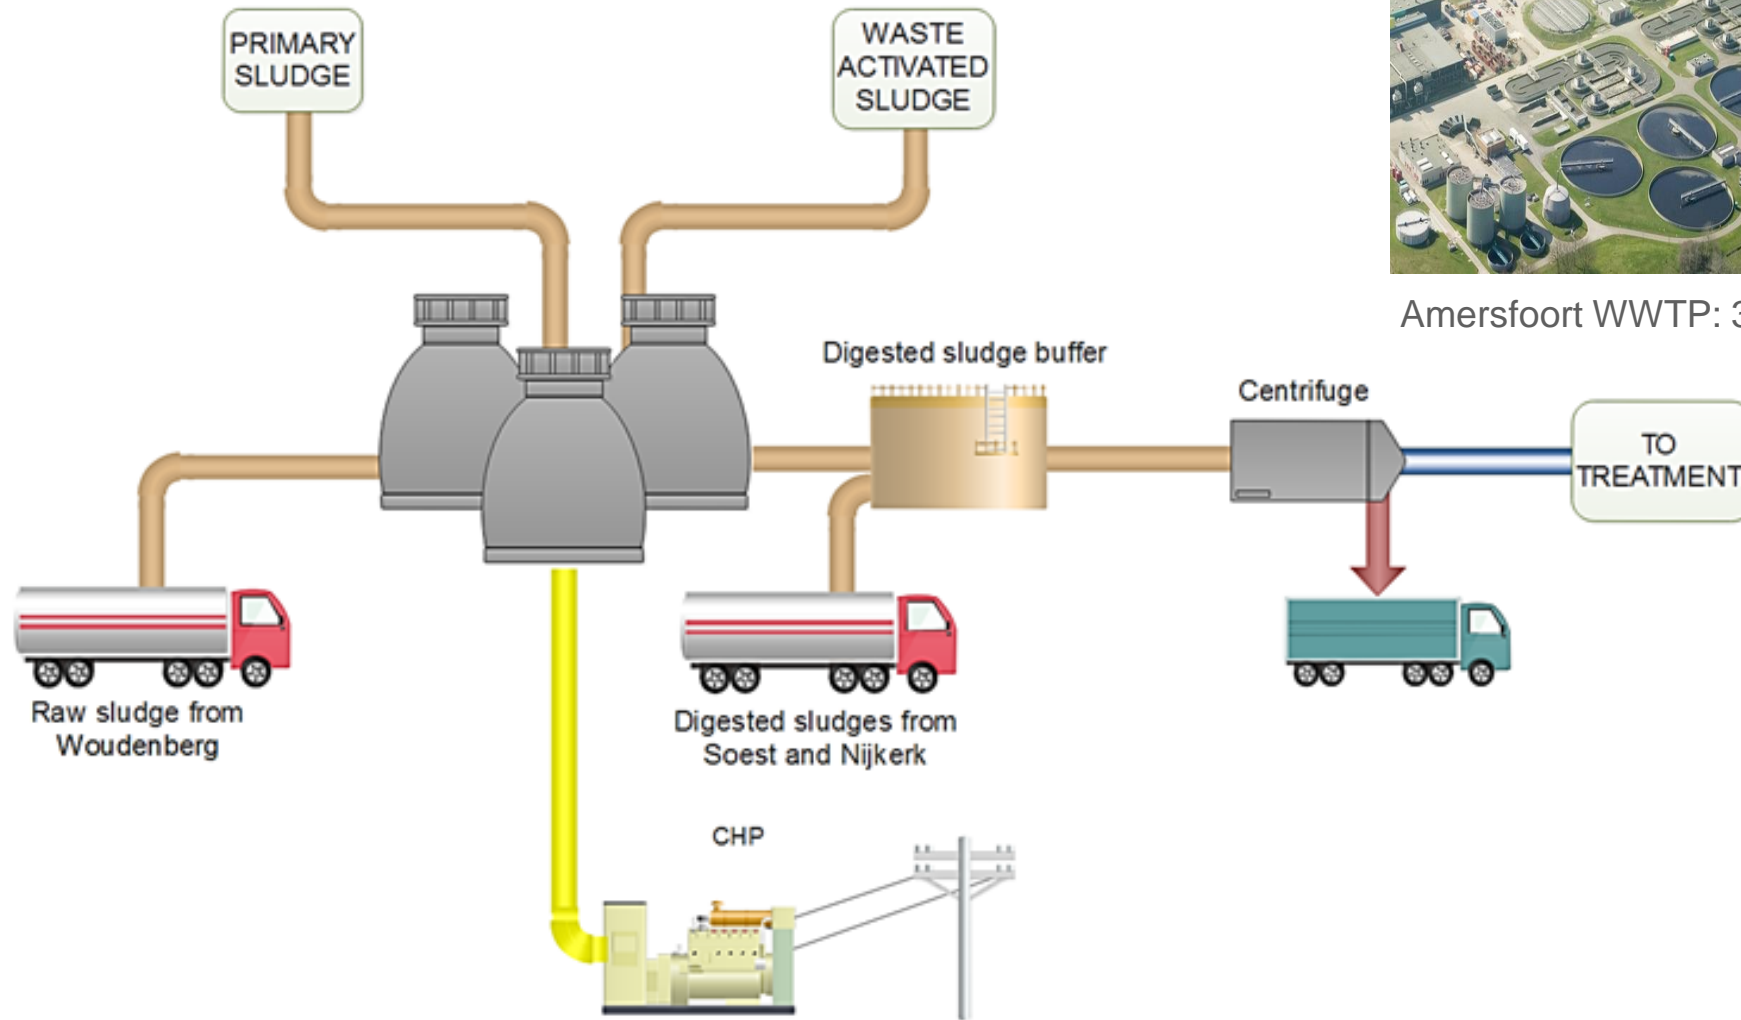 PRIMARY
SLUDGE
WASTE
ACTIVATED
SLUDGE
Amersfoort WWTP: 3
Digested sludge buffer
Centrifuge
TO
TREATMENT
Raw sludge from
Woudenberg
Digested sludges from
Soest and Nijkerk
CHP